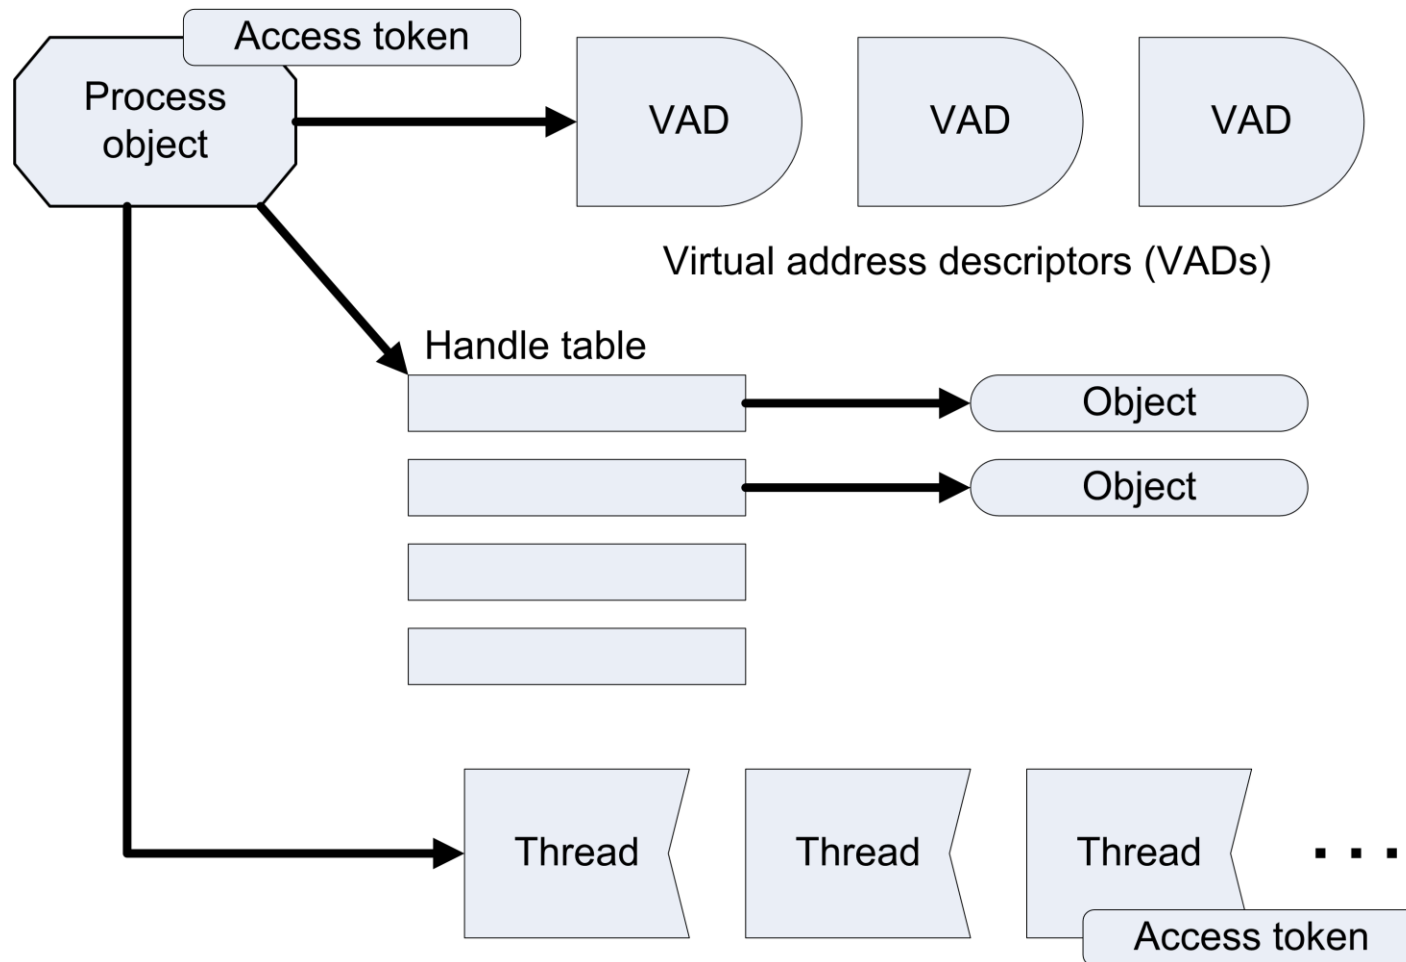 Access token
Process
object
VAD
VAD
VAD
Virtual address descriptors (VADs)
Handle table
Object
Object
Thread
Thread
Thread
. . .
Access token